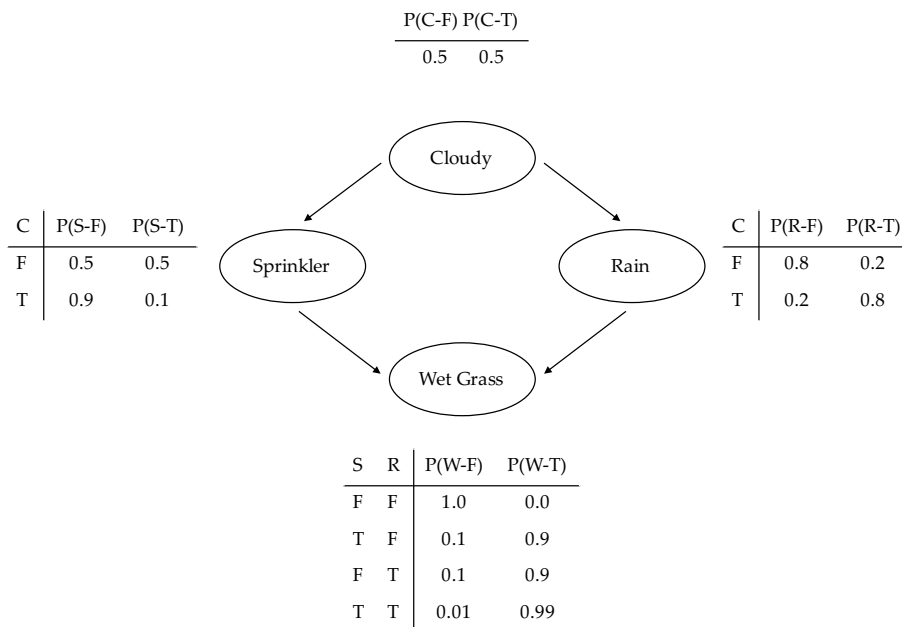 P(C-F) P(C-T)
0.5 0.5
Cloudy
C P(S-F) P(S-T)
F 0.5 0.5
T 0.9 0.1
Sprinkler
Rain
C P(R-F) P(R-T)
F 0.8 0.2
T 0.2 0.8
Wet Grass
S R P(W-F) P(W-T)
F F 1.0 0.0
T F 0.1 0.9
F T 0.1 0.9
T T 0.01 0.99